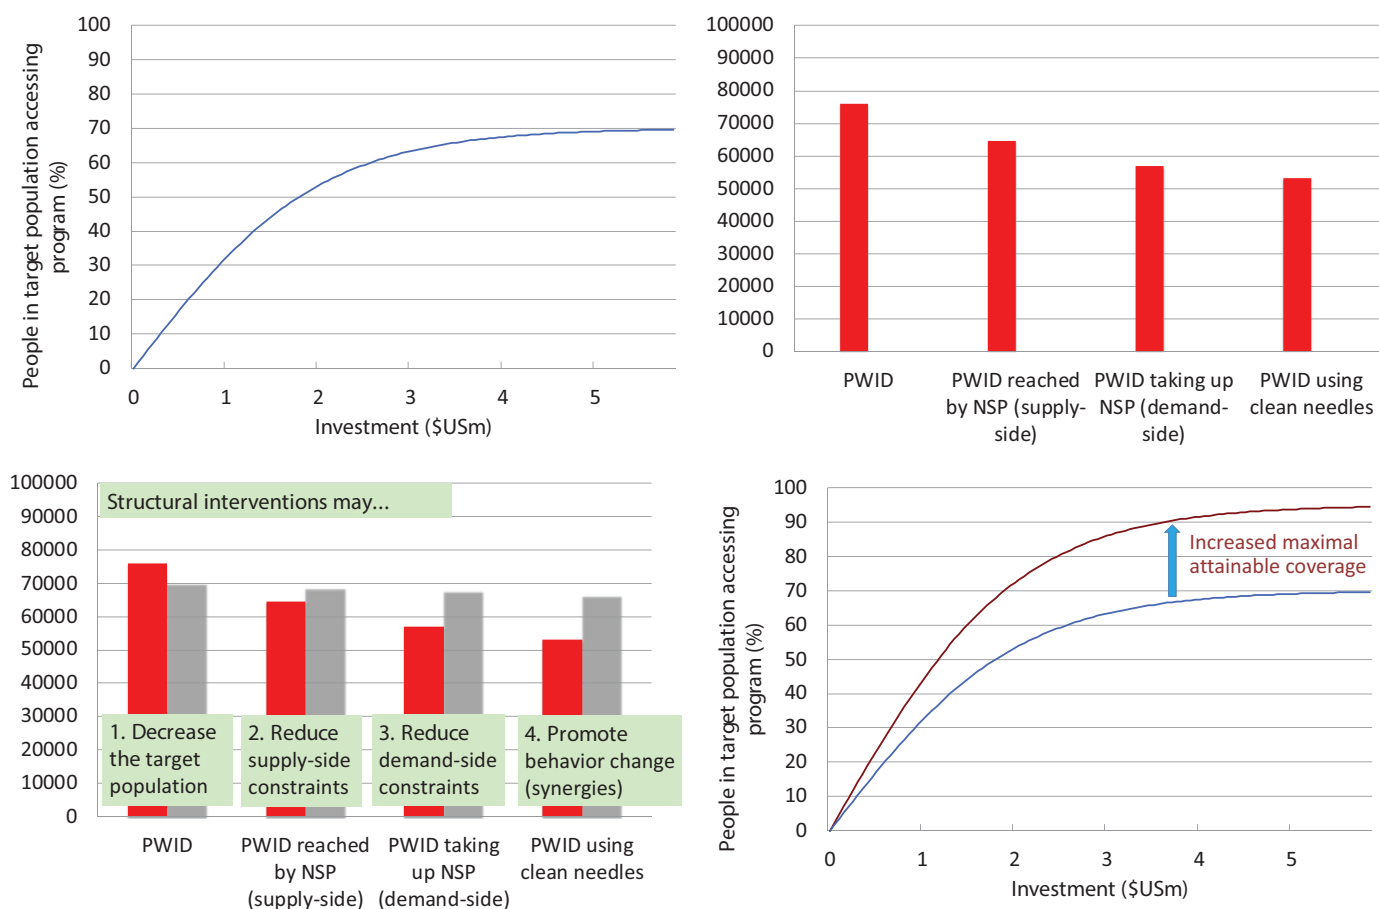 People in target population accessing
program (%)
100
90
80
70
60
50
40
30
20
10
0
0 1 2 3 4 5
Investment ($USm)
100000
90000
80000
70000
60000
50000
40000
30000
20000
10000
0
PWID
PWID reached
by NSP (supply-
side)
PWID taking up
NSP (demand-
side)
PWID using
clean needles
100000
90000
80000
70000
60000
50000
40000
30000
20000
10000
0
Structural interventions may...
1. Decrease
the target
population
2. Reduce
supply-side
constraints
3. Reduce
demand-side
constraints
4. Promote
behavior change
(synergies)
PWID
PWID reached
by NSP
(supply-side)
PWID taking
up NSP
(demand-side)
PWID using
clean needles
People in target population accessing
program (%)
100
90
80
70
60
50
40
30
20
10
0
Increased maximal
attainable coverage
0 1 2 3 4 5
Investment ($USm)